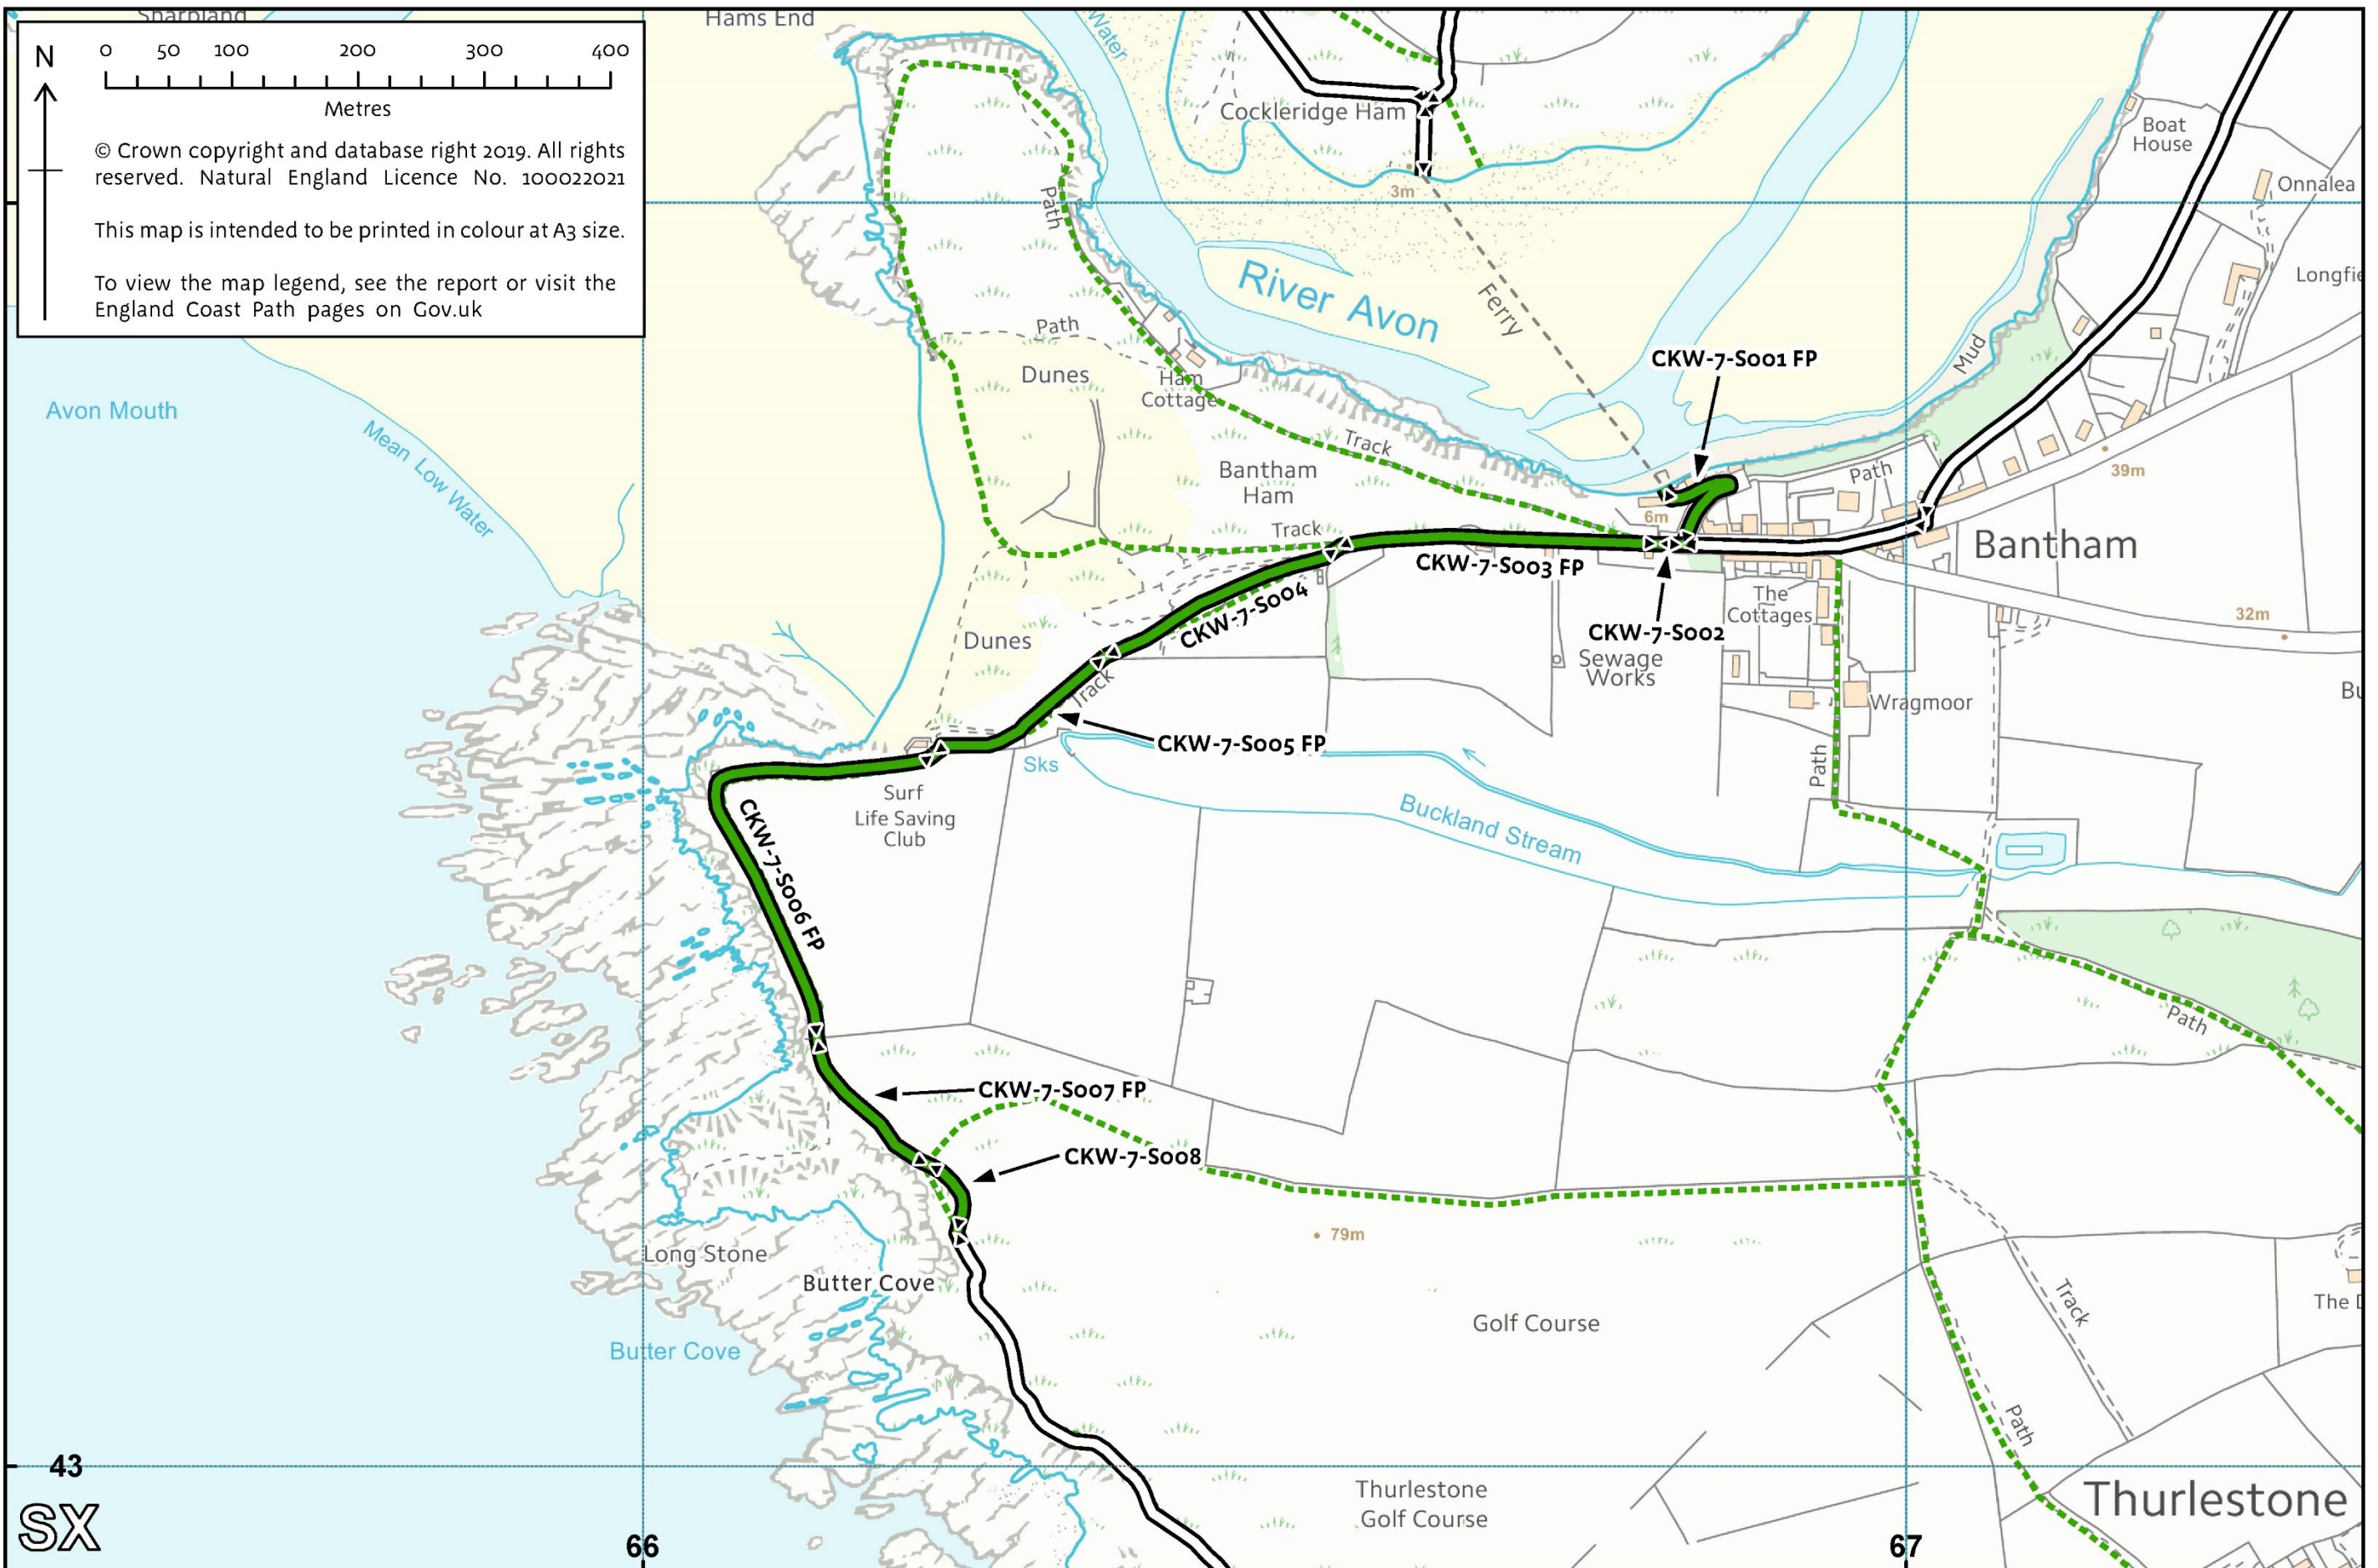 Sharpland
Hams End
Water
N
0 50 100 200 300 400
Metres
© Crown copyright and database right 2019. All rights
reserved. Natural England Licence No. 100022021
This map is intended to be printed in colour at A3 size.
To view the map legend, see the report or visit the
England Coast Path pages on Gov.uk
Cockleridge Ham
3m
Boat
House
Onnalea
Longfie
Path
River Avon
Ferry
Mud
CKW-7-S001 FP
Avon Mouth
Mean Low Water
Path
Dunes
Ham
Cottage
Track
Bantham
Ham
Track
6m
Path
39m
Bantham
CKW-7-S003 FP
CKW-7-S004
CKW-7-S002
The
Cottages
32m
Sewage
Works
Dunes
Track
Wragmoor
Bu
CKW-7-S005 FP
Sks
Path
Surf
Life Saving
Club
Buckland Stream
CKW-7-S006 FP
Path
CKW-7-S007 FP
CKW-7-S008
79m
Long Stone
Butter Cove
Butter Cove
Golf Course
Track
The D
Path
43
Thurlestone
Golf Course
Thurlestone
SX
66
67